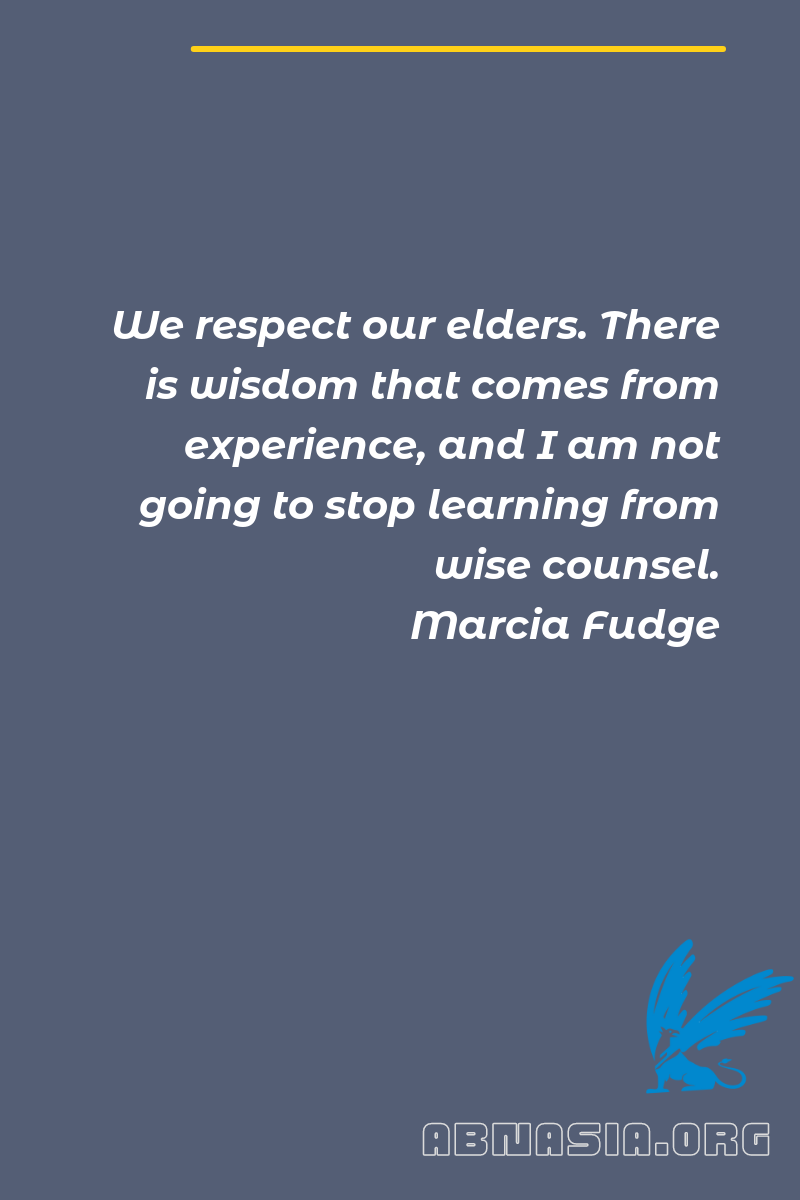 We respect our elders. There
is wisdom that comes from
experience, and I am not
going to stop learning from
wise counsel.
Marcia Fudge
ABNASIA.ORG